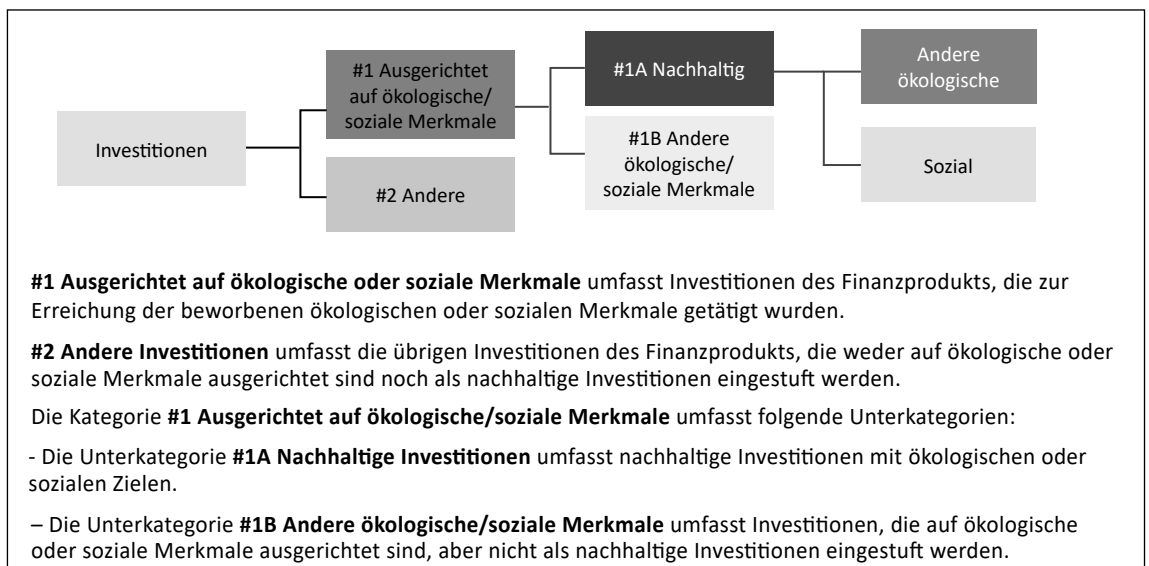 Investitionen
#1 Ausgerichtet
auf ökologische/
soziale Merkmale
#2 Andere
#1A Nachhaltig
#1B Andere
ökologische/
soziale Merkmale
Andere
ökologische
Sozial
#1 Ausgerichtet auf ökologische oder soziale Merkmale umfasst Investitionen des Finanzprodukts, die zur
Erreichung der beworbenen ökologischen oder sozialen Merkmale getätigt wurden.
#2 Andere Investitionen umfasst die übrigen Investitionen des Finanzprodukts, die weder auf ökologische oder
soziale Merkmale ausgerichtet sind noch als nachhaltige Investitionen eingestuft werden.
Die Kategorie #1 Ausgerichtet auf ökologische/soziale Merkmale umfasst folgende Unterkategorien:
- Die Unterkategorie #1A Nachhaltige Investitionen umfasst nachhaltige Investitionen mit ökologischen oder
sozialen Zielen.
– Die Unterkategorie #1B Andere ökologische/soziale Merkmale umfasst Investitionen, die auf ökologische
oder soziale Merkmale ausgerichtet sind, aber nicht als nachhaltige Investitionen eingestuft werden.